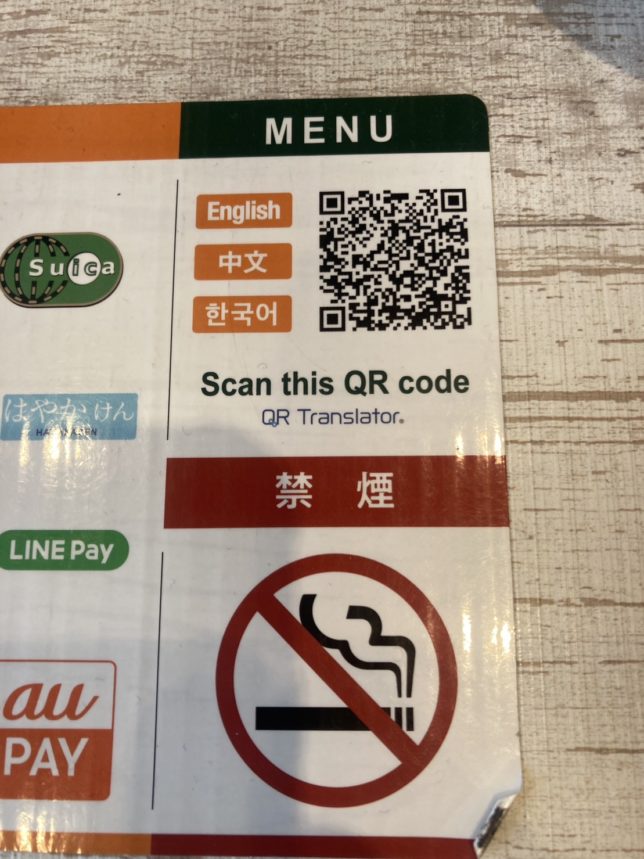 MENU
English
中文
한국어
Suica
Scan this QR code
QR Translator®
はやかけん
禁煙
LINE Pay
au
PAY